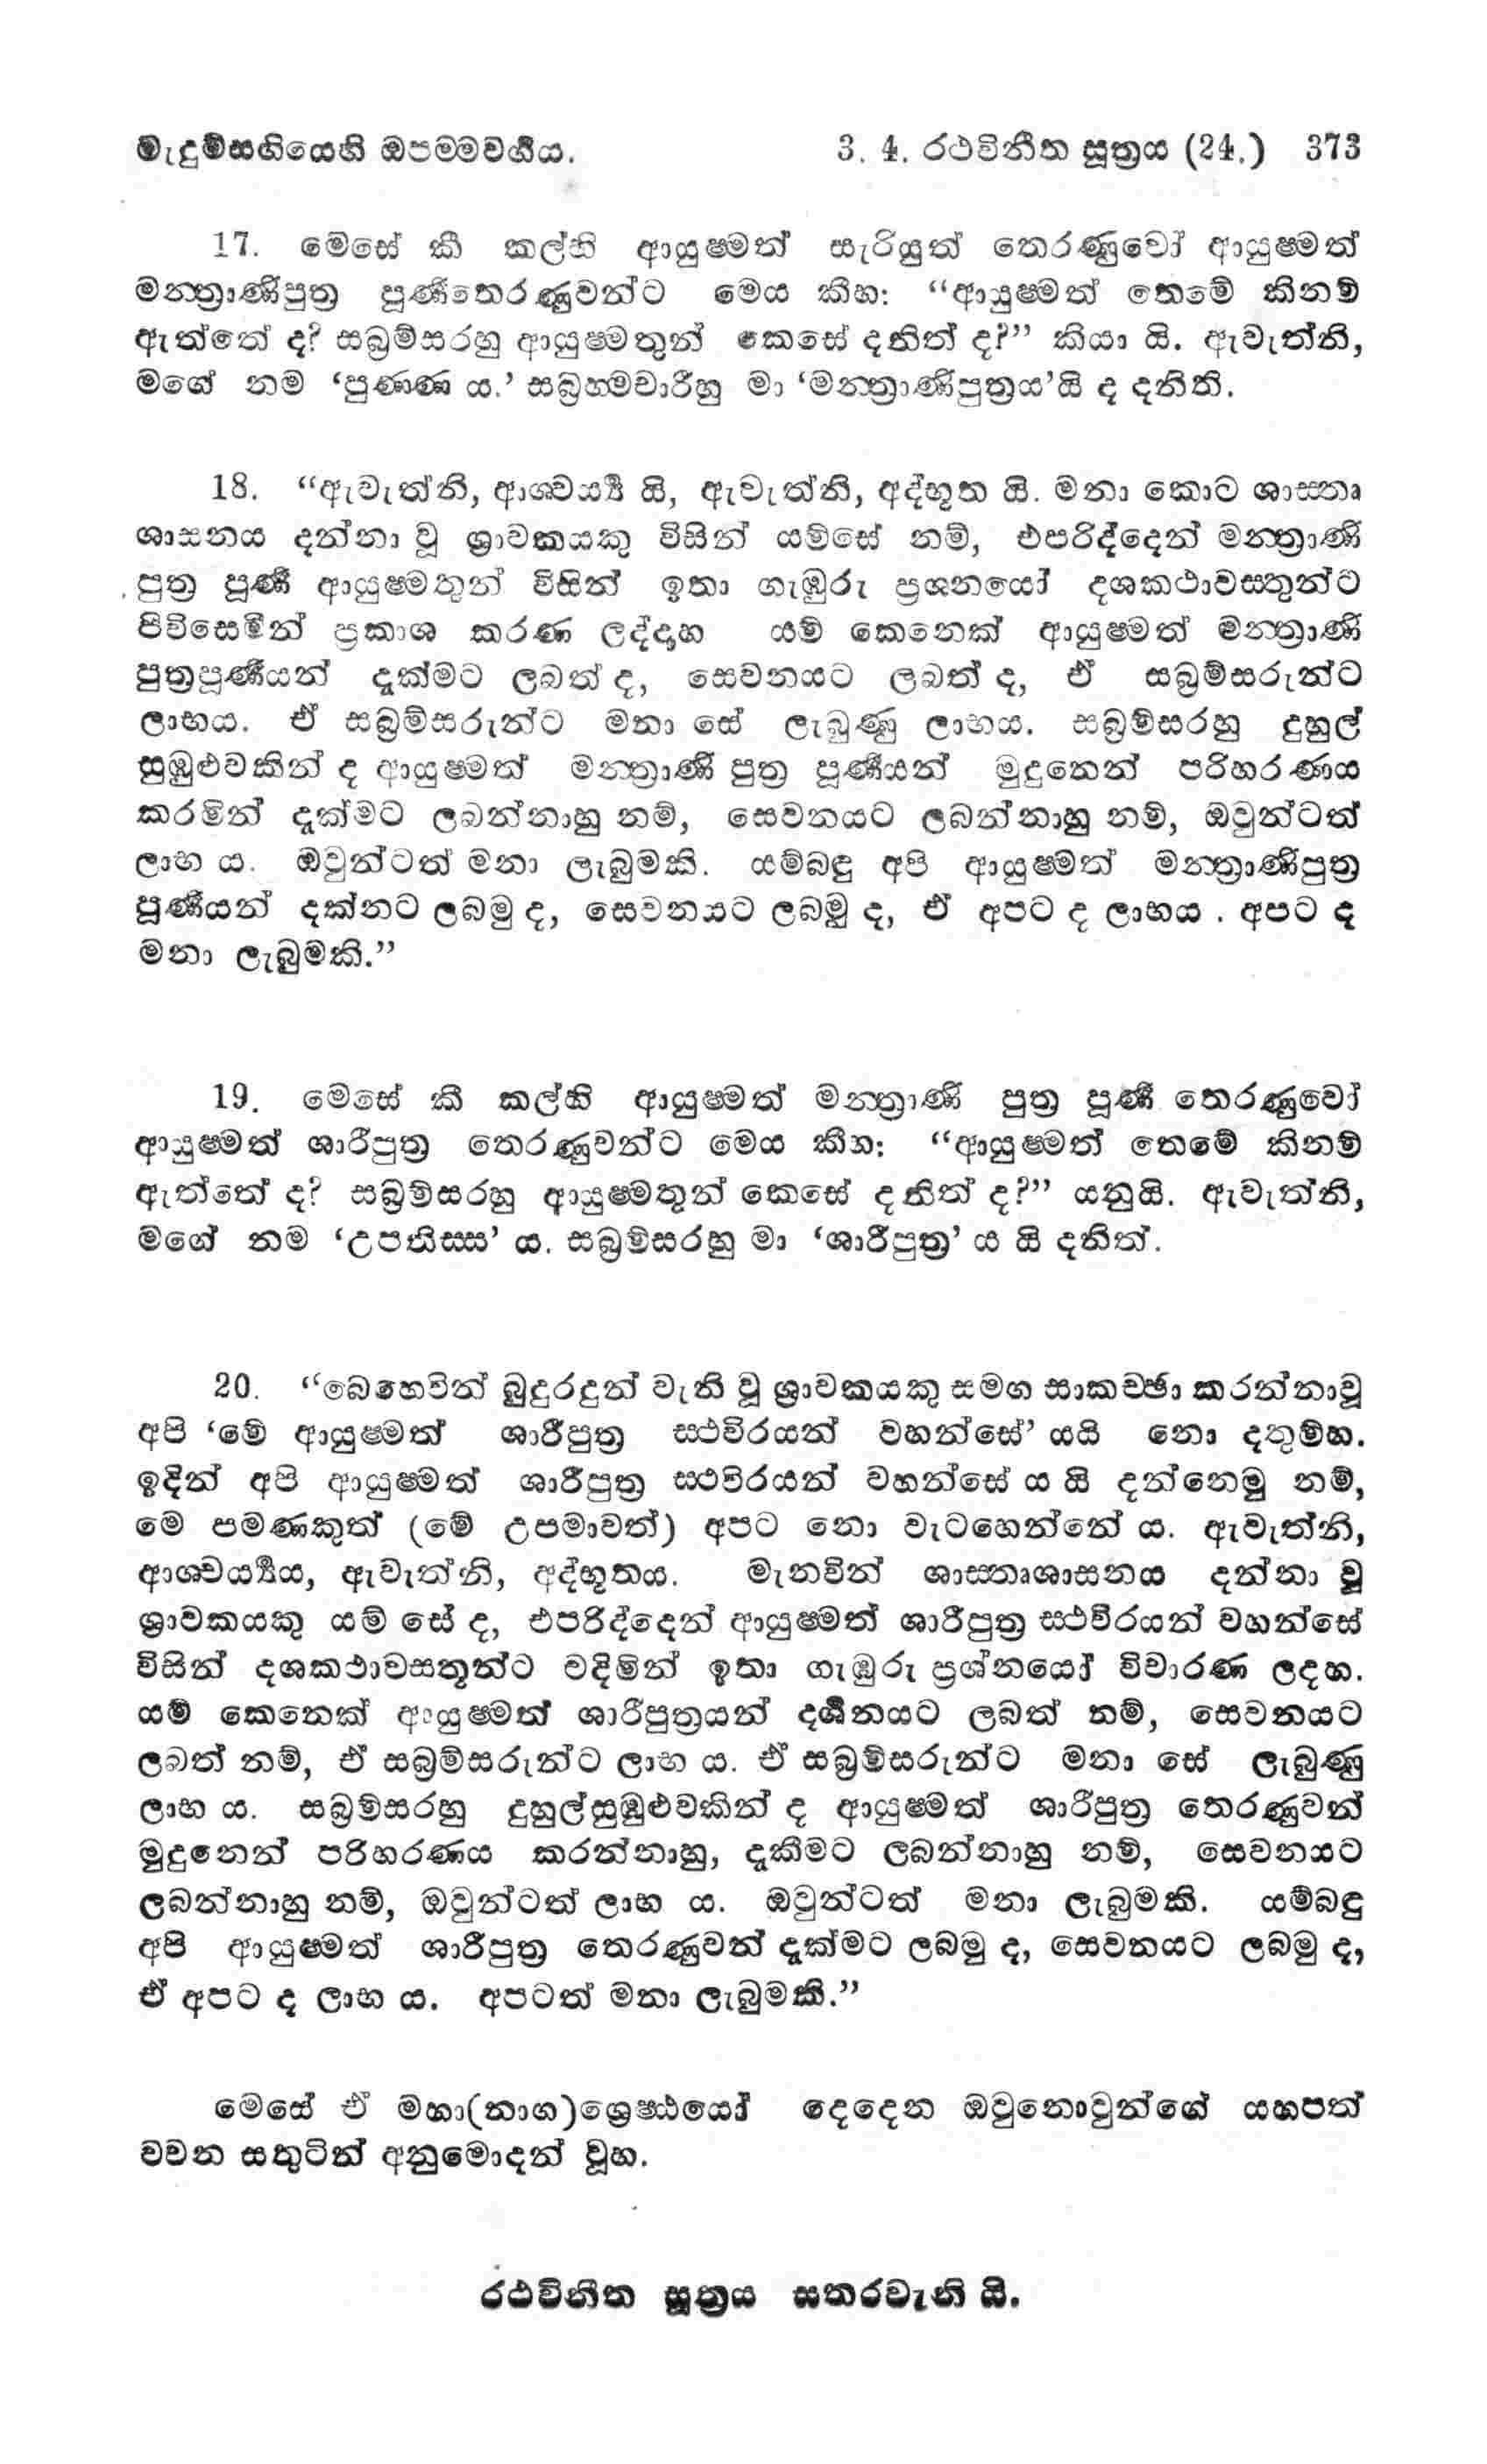 මැදුම්සඟියෙහි ඔපම්මවර්‍ගය. 3. 4. රථවිනීත සූත්‍රය (24.) 373
17. මෙසේ කී කල්හි ආයුෂ්මත් සැරියුත් තෙරණුවෝ ආයුෂ්මත්
මන්ත්‍රාණිපුත්‍ර පූර්‍ණතෙරණුවන්ට මෙය කීහ: “ආයුෂ්මත් තෙමේ කිනම්
ඇත්තේ ද? සබ්‍රම්සරහු ආයුෂ්මතුන් කෙසේ දනිත් ද?” කියා යි. ඇවැත්නි,
මගේ නම ‘පුණ්ණ ය.’ සබ්‍රහ්මචාරීහු මා ‘මන්ත්‍රාණිපුත්‍රය’යි ද දනිති.
18. “ඇවැත්නි, ආශ්චර්‍ය්‍ය යි, ඇවැත්නි, අද්භූත යි. මනා කොට ශාස්තෘ
ශාසනය දන්නා වූ ශ්‍රාවකයකු විසින් යම්සේ නම්, එපරිද්දෙන් මන්ත්‍රාණි
පුත්‍ර පූර්‍ණ ආයුෂ්මතුන් විසින් ඉතා ගැඹුරු ප්‍රශ්නයෝ දශකථාවස්තුන්ට
පිවිසෙමින් ප්‍රකාශ කරණ ලද්දාහ යම් කෙනෙක් ආයුෂ්මත් මන්ත්‍රාණි
පුත්‍රපූර්‍ණයන් දැක්මට ලබත් ද, සෙවනයට ලබත් ද, ඒ සබ්‍රම්සරුන්ට
ලාභය. ඒ සබ්‍රම්සරුන්ට මනා සේ ලැබුණු ලාභය. සබ්‍රම්සරහු දුහුල්
සුඹුළුවකින් ද ආයුෂ්මත් මන්ත්‍රාණි පුත්‍ර පූර්‍ණයන් මුදුනෙන් පරිහරණය
කරමින් දැක්මට ලබන්නාහු නම්, සෙවනයට ලබන්නාහු නම්, ඔවුන්ටත්
ලාභ ය. ඔවුන්ටත් මනා ලැබුමකි. යම්බඳු අපි ආයුෂ්මත් මන්ත්‍රාණිපුත්‍ර
පූර්‍ණයන් දක්නට ලබමු ද, සෙවනයට ලබමු ද, ඒ අපට ද ලාභය. අපට ද
මනා ලැබුමකි.”
19. මෙසේ කී කල්හි ආයුෂ්මත් මන්ත්‍රාණි පුත්‍ර පූර්‍ණ තෙරණුවෝ
ආයුෂ්මත් ශාරීපුත්‍ර තෙරණුවන්ට මෙය කීහ: “ආයුෂ්මත් තෙමේ කිනම්
ඇත්තේ ද? සබ්‍රම්සරහු ආයුෂ්මතුන් කෙසේ දනිත් ද?” යනුයි. ඇවැත්නි,
මගේ නම ‘උපතිස්ස’ ය. සබ්‍රම්සරහු මා ‘ශාරීපුත්‍ර’ ය යි දනිත්.
20. “බෙහෙවින් බුදුරදුන් වැනි වූ ශ්‍රාවකයකු සමග සාකච්ඡා කරන්නාවූ
අපි ‘මේ ආයුෂ්මත් ශාරීපුත්‍ර ස්ථවිරයන් වහන්සේ’ යයි නො දතුම්හ.
ඉදින් අපි ආයුෂ්මත් ශාරීපුත්‍ර ස්ථවිරයන් වහන්සේ ය යි දන්නෙමු නම්,
මෙ පමණකුත් (මේ උපමාවත්) අපට නො වැටහෙන්නේ ය. ඇවැත්නි,
ආශ්චර්‍ය්‍යය, ඇවැත්නි, අද්භූතය. මැනවින් ශාස්තෘශාසනය දන්නා වූ
ශ්‍රාවකයකු යම් සේ ද, එපරිද්දෙන් ආයුෂ්මත් ශාරීපුත්‍ර ස්ථවිරයන් වහන්සේ
විසින් දශකථාවස්තූන්ට වදිමින් ඉතා ගැඹුරු ප්‍රශ්නයෝ විචාරණ ලදහ.
යම් කෙනෙක් ආයුෂ්මත් ශාරීපුත්‍රයන් දර්‍ශනයට ලබත් නම්, සෙවනයට
ලබත් නම්, ඒ සබ්‍රම්සරුන්ට ලාභ ය. ඒ සබ්‍රම්සරුන්ට මනා සේ ලැබුණු
ලාභ ය. සබ්‍රම්සරහු දුහුල්සුඹුළුවකින් ද ආයුෂ්මත් ශාරීපුත්‍ර තෙරණුවන්
මුදුනෙන් පරිහරණය කරන්නාහු, දැකීමට ලබන්නාහු නම්, සෙවනයට
ලබන්නාහු නම්, ඔවුන්ටත් ලාභ ය. ඔවුන්ටත් මනා ලැබුමකි. යම්බඳු
අපි ආයුෂ්මත් ශාරීපුත්‍ර තෙරණුවන් දැක්මට ලබමු ද, සෙවනයට ලබමු ද,
ඒ අපට ද ලාභ ය. අපටත් මනා ලැබුමකි.”
මෙසේ ඒ මහා(නාග)ශ්‍රෙෂ්ඨයෝ දෙදෙන ඔවුනොවුන්ගේ යහපත්
වචන සතුටින් අනුමොදන් වූහ.
රථවිනීත සූත්‍රය සතරවැනි යි.